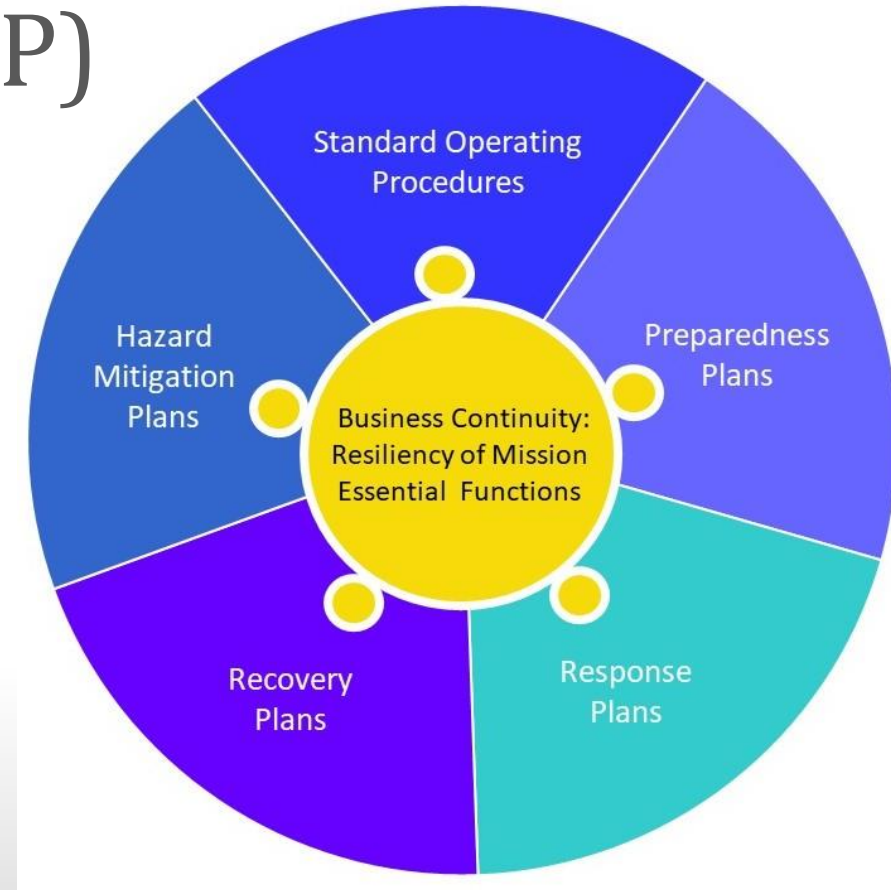 P)
Standard Operating
Procedures
Preparedness
Plans
Hazard
Mitigation
Plans
Business Continuity:
Resiliency of Mission
Essential Functions
Response
Plans
Recovery
Plans